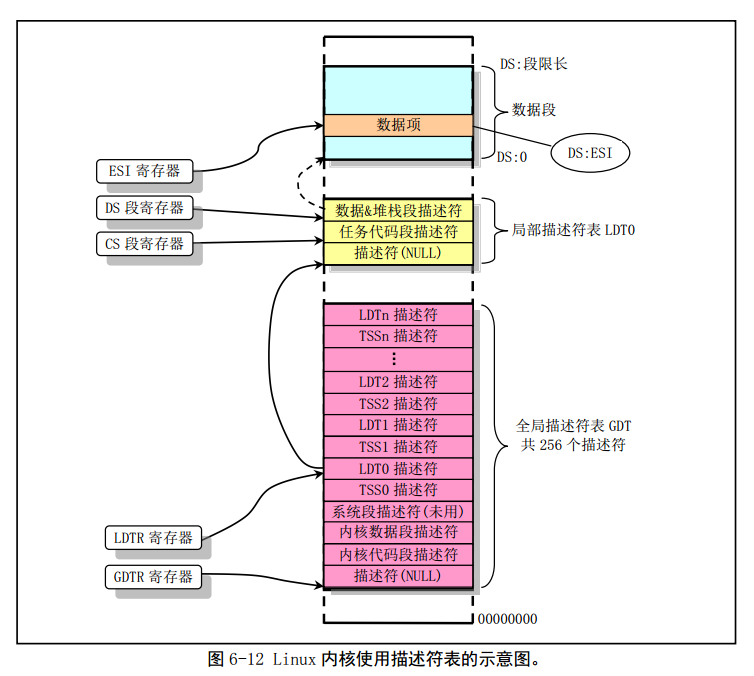 DS:段限长
数据段
数据项
DS:ESI
DS:0
ESI 寄存器
DS 段寄存器
CS 段寄存器
数据&堆栈段描述符
任务代码段描述符
描述符(NULL)
局部描述符表 LDT0
LDTn 描述符
TSSn 描述符
⋮
LDT2 描述符
TSS2 描述符
LDT1 描述符
TSS1 描述符
LDT0 描述符
TSS0 描述符
系统段描述符(未用)
内核数据段描述符
内核代码段描述符
描述符(NULL)
全局描述符表 GDT
共 256 个描述符
LDTR 寄存器
GDTR 寄存器
00000000
图 6-12 Linux 内核使用描述符表的示意图。